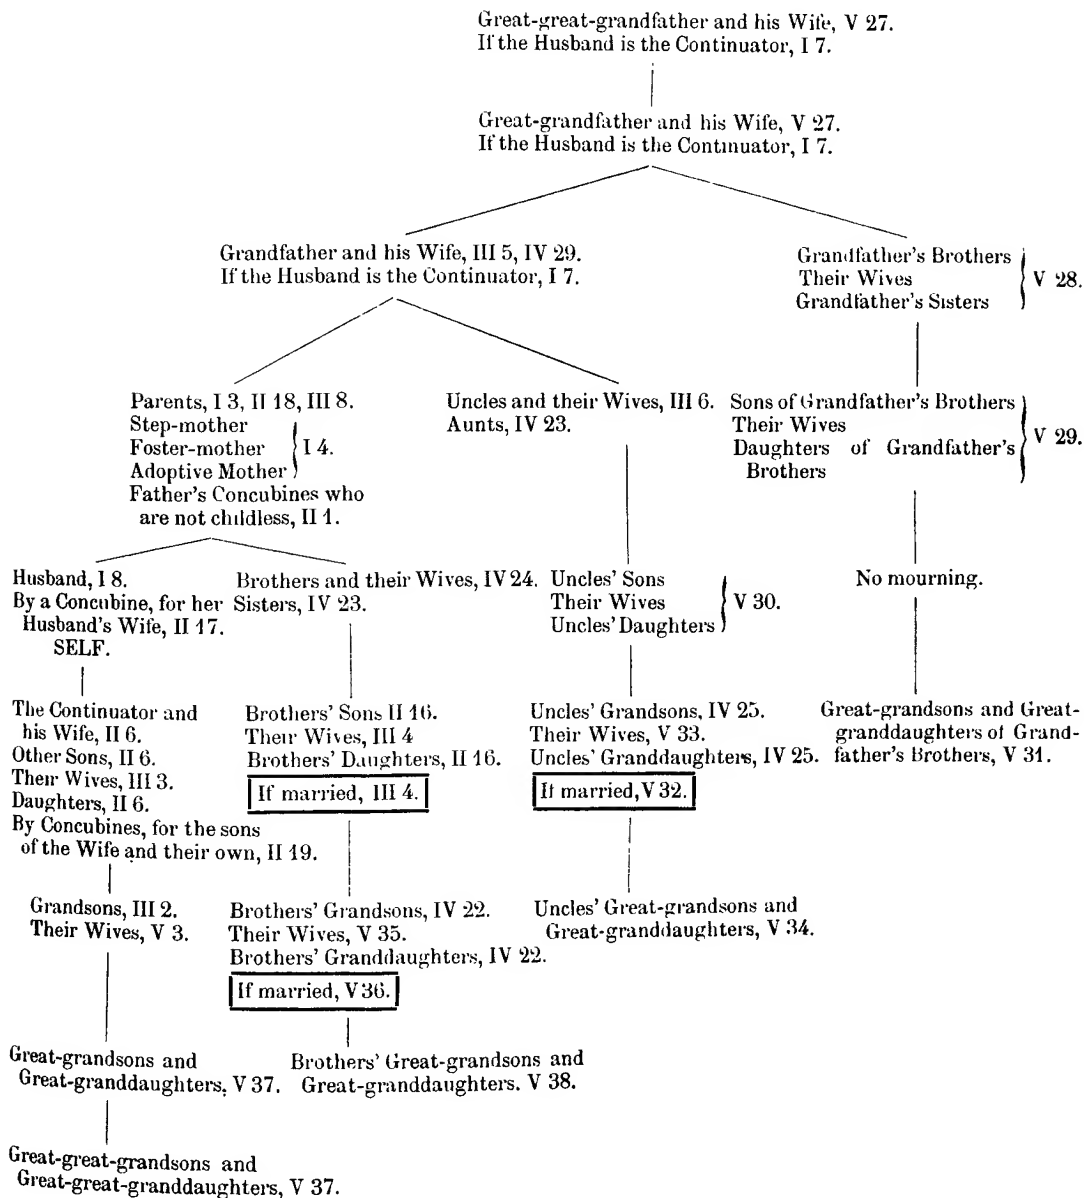 Great-great-grandfather and his Wife, V 27.
If the Husband is the Continuator, I 7.
Great-grandfather and his Wife, V 27.
If the Husband is the Continuator, I 7.
Grandfather and his Wife, III 5, IV 29.
If the Husband is the Continuator, I 7.
Grandfather's Brothers
Their Wives
Grandfather's Sisters
V 28.
Parents, I 3, II 18, III 8.
Step-mother
Foster-mother
Adoptive Mother
I 4.
Father's Concubines who
are not childless, II 1.
Uncles and their Wives, III 6.
Aunts, IV 23.
Sons of Grandfather's Brothers
Their Wives
Daughters of Grandfather's
Brothers
V 29.
Husband, I 8.
By a Concubine, for her
Husband's Wife, II 17.
SELF.
Brothers and their Wives, IV 24.
Sisters, IV 23.
Uncles' Sons
Their Wives
Uncles' Daughters
V 30.
No mourning.
The Continuator and
his Wife, II 6.
Other Sons, II 6.
Their Wives, III 3.
Daughters, II 6.
By Concubines, for the sons
of the Wife and their own, II 19.
Brothers' Sons II 16.
Their Wives, III 4
Brothers' Daughters, II 16.
If married, III 4.
Uncles' Grandsons, IV 25.
Their Wives, V 33.
Uncles' Granddaughters, IV 25.
If married, V 32.
Great-grandsons and Great-
granddaughters of Grand-
father's Brothers, V 31.
Grandsons, III 2.
Their Wives, V 3.
Brothers' Grandsons, IV 22.
Their Wives, V 35.
Brothers' Granddaughters, IV 22.
If married, V 36.
Uncles' Great-grandsons and
Great-granddaughters, V 34.
Great-grandsons and
Great-granddaughters. V 37.
Brothers' Great-grandsons and
Great-granddaughters. V 38.
Great-great-grandsons and
Great-great-granddaughters, V 37.